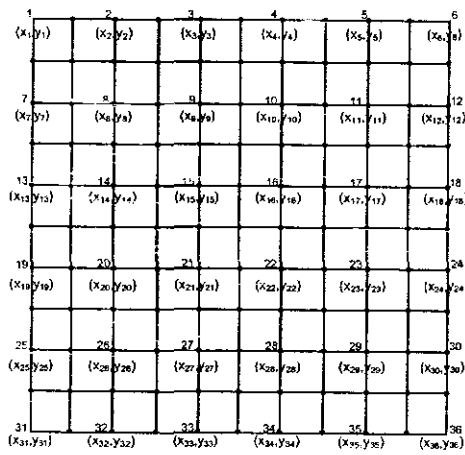 1 2 3 4 5 6
(x1,y1) (x2,y2) (x3,y3) (x4,y4) (x5,y5) (x6,y6)
7 8 9 10 11 12
(x7,y7) (x8,y8) (x9,y9) (x10,y10) (x11,y11) (x12,y12)
13 14 15 16 17 18
(x13,y13) (x14,y14) (x15,y15) (x16,y16) (x17,y17) (x18,y18)
19 20 21 22 23 24
(x19,y19) (x20,y20) (x21,y21) (x22,y22) (x23,y23) (x24,y24)
25 26 27 28 29 30
(x25,y25) (x26,y26) (x27,y27) (x28,y28) (x29,y29) (x30,y30)
31 32 33 34 35 36
(x31,y31) (x32,y32) (x33,y33) (x34,y34) (x35,y35) (x36,y36)